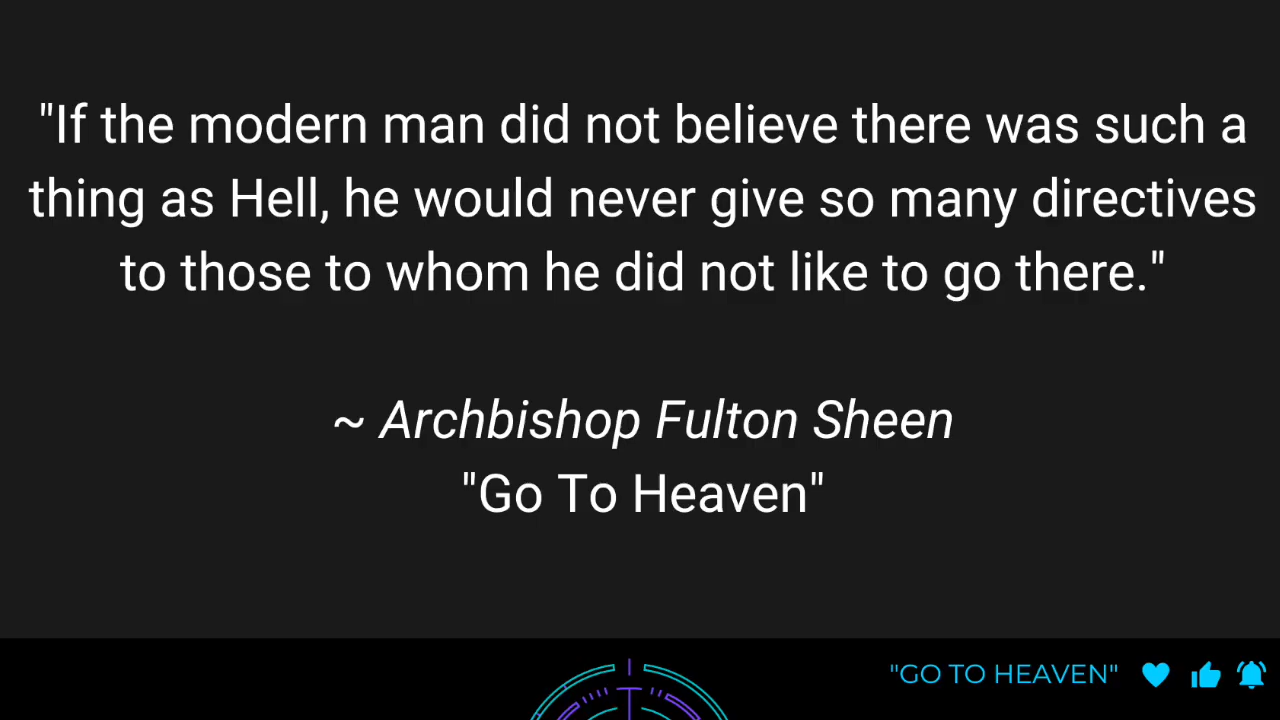 "If the modern man did not believe there was such a
thing as Hell, he would never give so many directives
to those to whom he did not like to go there."
~ Archbishop Fulton Sheen
"Go To Heaven"
"GO TO HEAVEN"